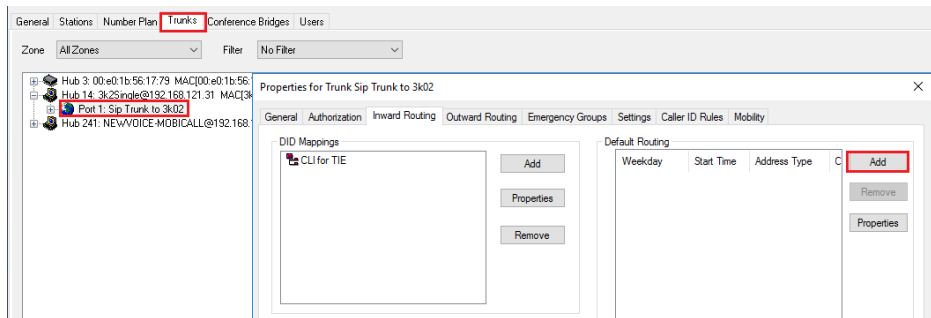 General Stations Number Plan Trunks Conference Bridges Users
Zone All Zones Filter No Filter
Hub 3: 00:e0:1b:56:17:79 MAC[00:e0:1b:56:
Hub 14: 3k2Single@192.168.121.31 MAC[3k
Port 1: Sip Trunk to 3k02
Hub 241: NEWVOICE-MOBICALL@192.168.
Properties for Trunk Sip Trunk to 3k02
General Authorization Inward Routing Outward Routing Emergency Groups Settings Caller ID Rules Mobility
DID Mappings
CLI for TIE
Add
Properties
Remove
Default Routing
Weekday Start Time Address Type C
Add
Remove
Properties